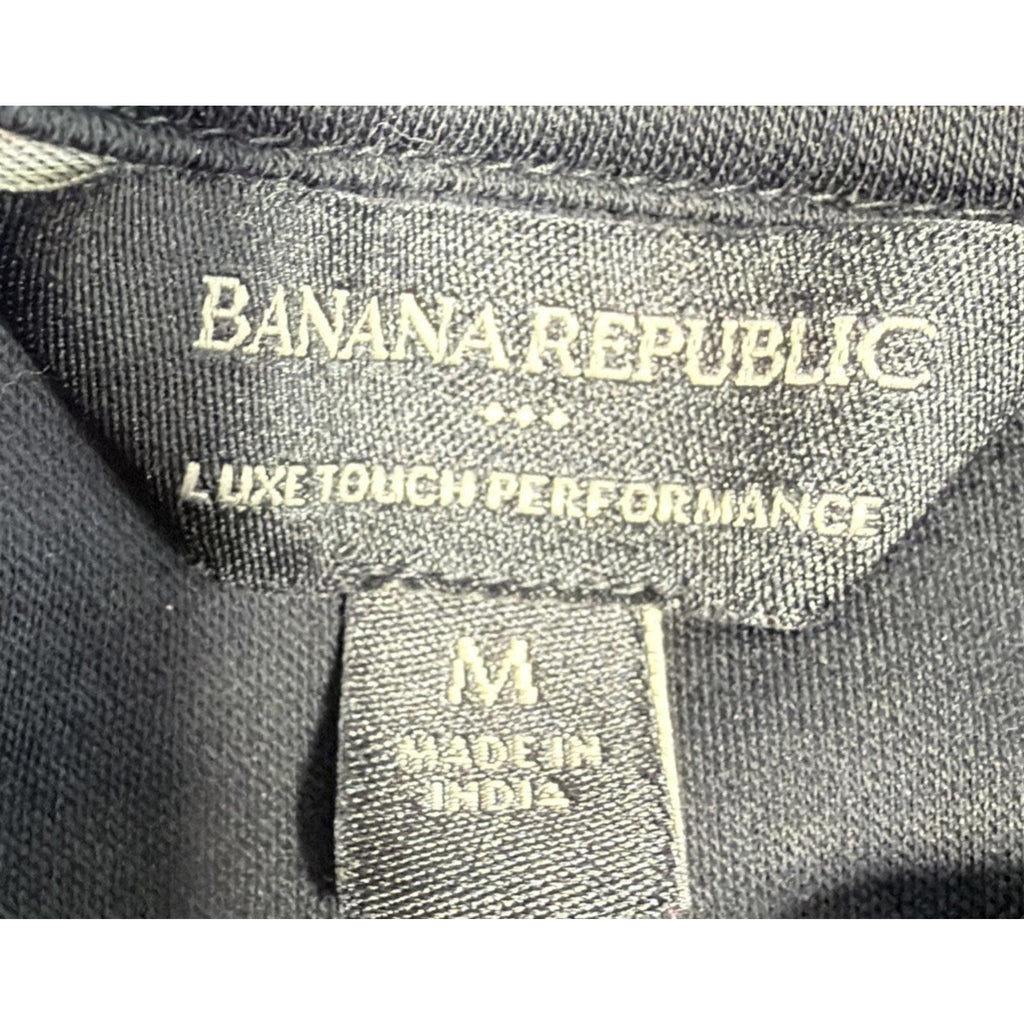 BANANA REPUBLIC
LUXE TOUCH PERFORMANCE
M
MADE IN
INDIA